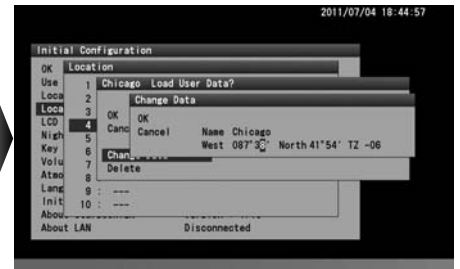 2011/07/04 18:44:57
Initial Configuration
OK
Location
Use
1
Chicago Load User Data?
Loca
2
Change Data
Loca
3
OK
OK
LCD
4
Canc
Cancel
Name Chicago
Nigh
5
West 087°38' North 41°54' TZ -06
Key
6
Volu
7
Delete
Atmo
8
Lang
9 : ---
Init
10 : ---
About LAN
Disconnected